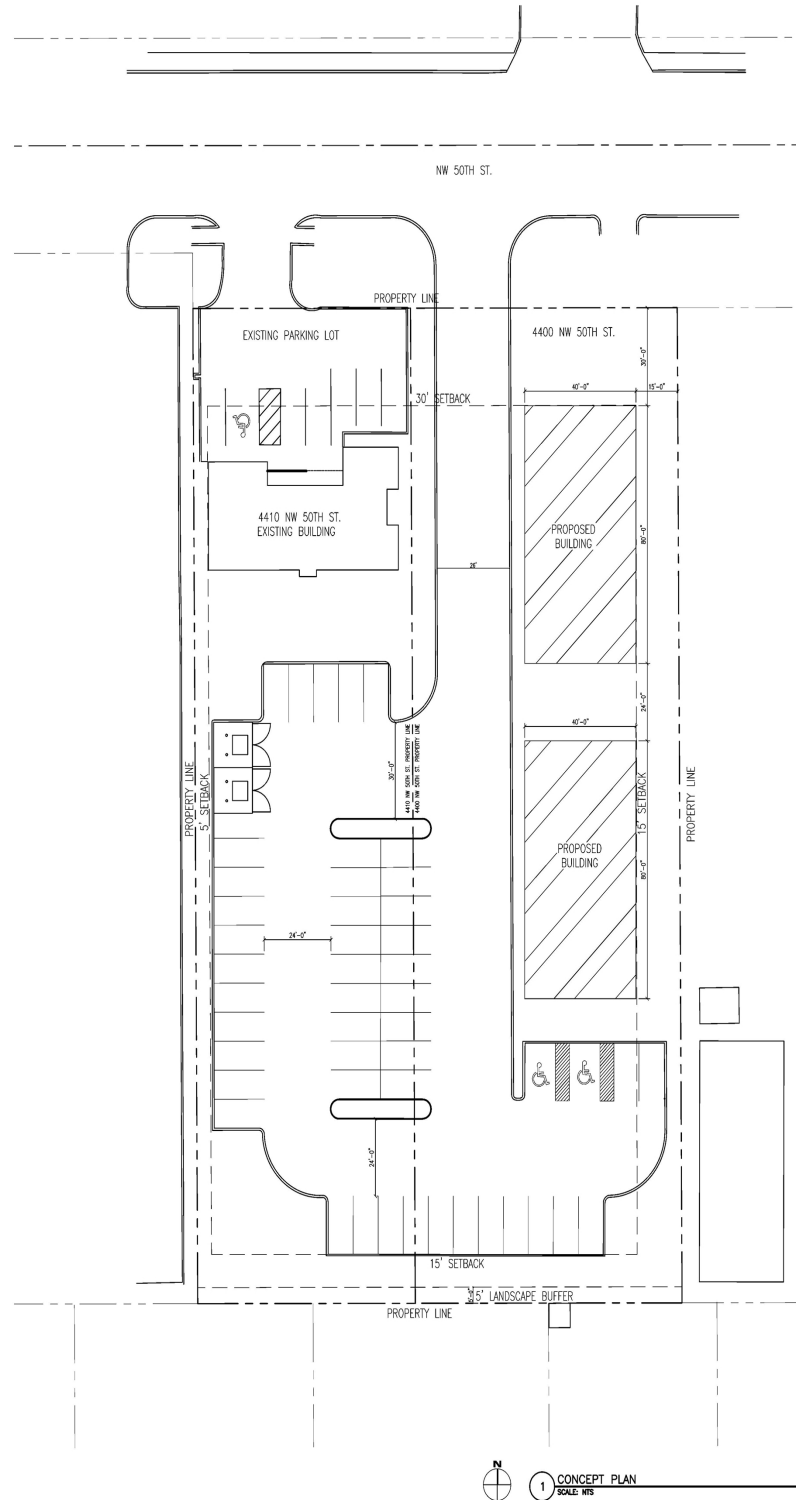 NW 50TH ST.
PROPERTY LINE
EXISTING PARKING LOT
4400 NW 50TH ST.
30'-0"
40'-0"
15'-0"
30' SETBACK
4410 NW 50TH ST.
EXISTING BUILDING
PROPOSED
BUILDING
80'-0"
26'
24'-0"
40'-0"
4410 NW 50TH ST. PROPERTY LINE
4400 NW 50TH ST. PROPERTY LINE
30'-0"
PROPERTY LINE
5' SETBACK
15' SETBACK
PROPERTY LINE
PROPOSED
BUILDING
80'-0"
24'-0"
24'-0"
15' SETBACK
5' LANDSCAPE BUFFER
PROPERTY LINE
N
1
CONCEPT PLAN
SCALE: NTS